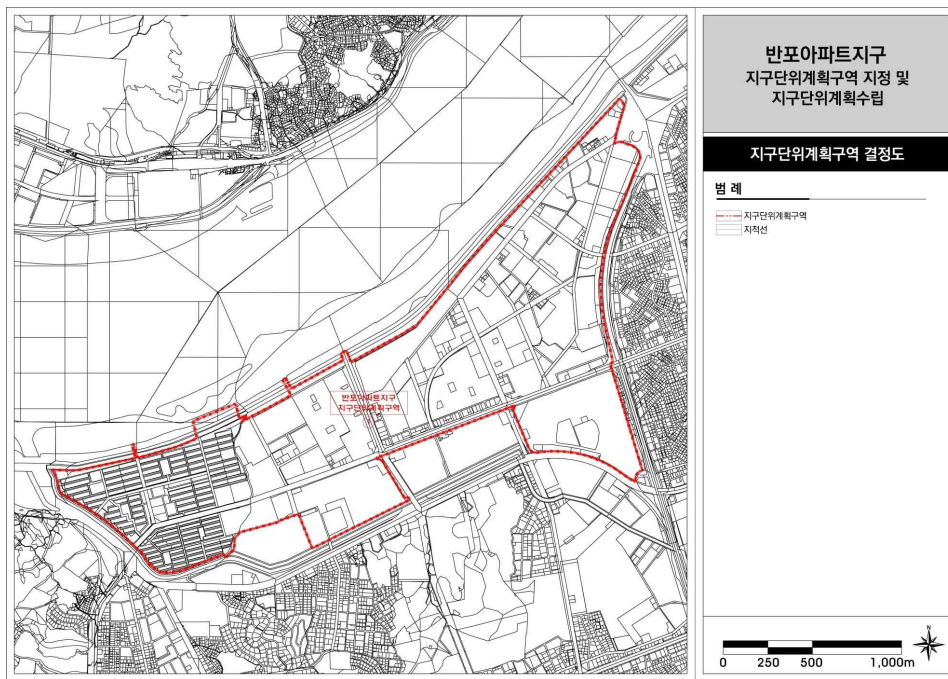 반포아파트지구
지구단위계획구역 지정 및
지구단위계획수립
지구단위계획구역 결정도
범 례
지구단위계획구역
지적선
반포아파트지구
지구단위계획구역
N
0 250 500 1,000m